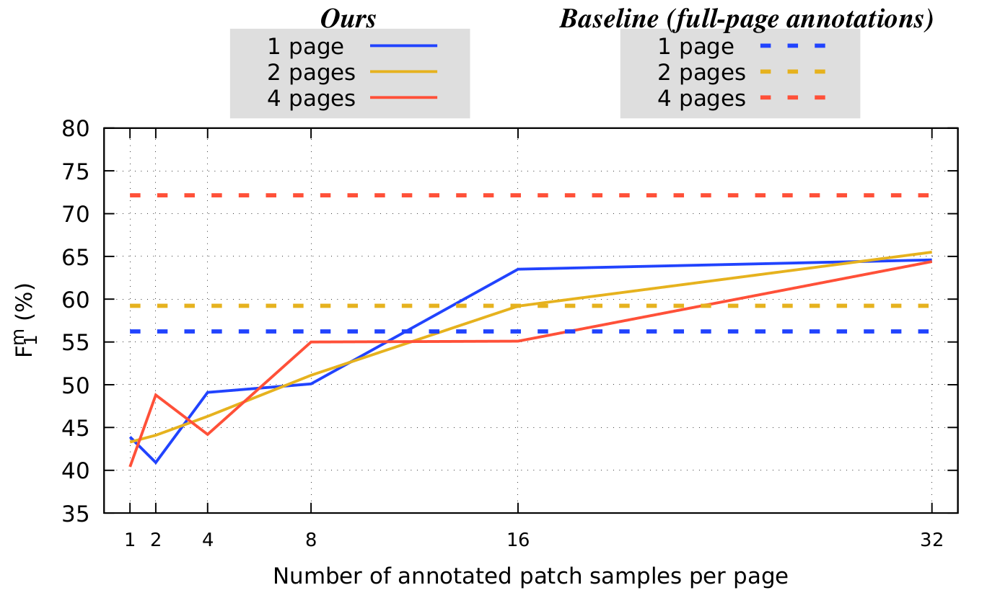 Ours
1 page
2 pages
4 pages
Baseline (full-page annotations)
1 page
2 pages
4 pages
80
75
70
65
60
55
50
45
40
35
F₁ᵐ (%)
1 2 4 8 16 32
Number of annotated patch samples per page